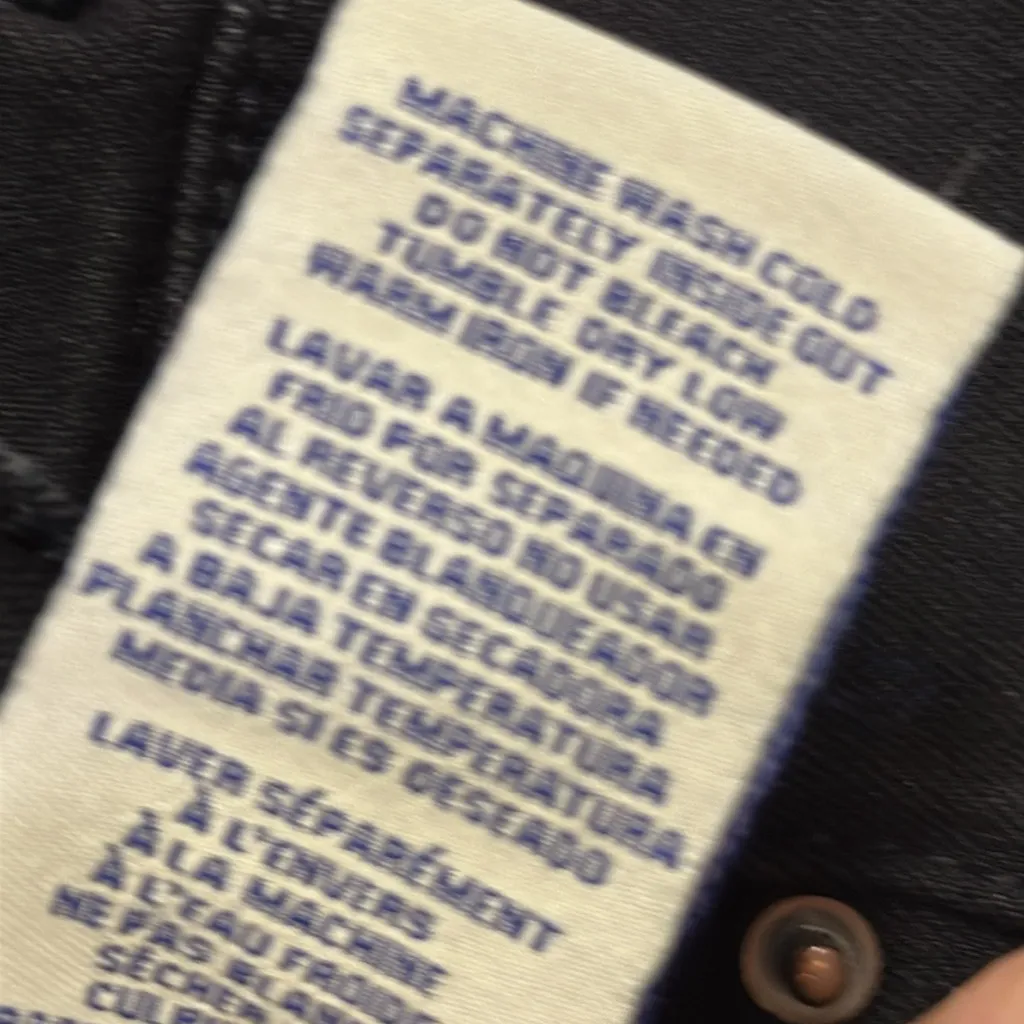 MACHINE WASH COLD
SEPARATELY INSIDE OUT
DO NOT BLEACH
TUMBLE DRY LOW
WARM IRON IF NEEDED
LAVAR A MAQUINA EN
FRIO POR SEPARADO
AL REVERSO NO USAR
AGENTE BLANQUEADOR
SECAR EN SECADORA
A BAJA TEMPERATURA
PLANCHAR TEMPERATURA
MEDIA SI ES DESEADO
LAVER SÉPARÉMENT
À L'ENVERS
À LA MACHINE
À L'EAU FROIDE
NE PAS